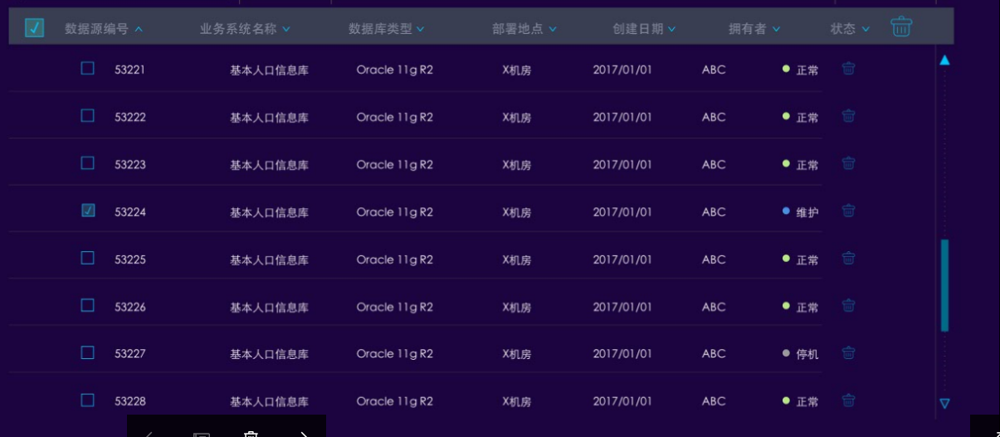 数据源编号 业务系统名称 数据库类型 部署地点 创建日期 拥有者 状态
53221 基本人口信息库 Oracle 11g R2 X机房 2017/01/01 ABC 正常
53222 基本人口信息库 Oracle 11g R2 X机房 2017/01/01 ABC 正常
53223 基本人口信息库 Oracle 11g R2 X机房 2017/01/01 ABC 正常
53224 基本人口信息库 Oracle 11g R2 X机房 2017/01/01 ABC 维护
53225 基本人口信息库 Oracle 11g R2 X机房 2017/01/01 ABC 正常
53226 基本人口信息库 Oracle 11g R2 X机房 2017/01/01 ABC 正常
53227 基本人口信息库 Oracle 11g R2 X机房 2017/01/01 ABC 停机
53228 基本人口信息库 Oracle 11g R2 X机房 2017/01/01 ABC 正常